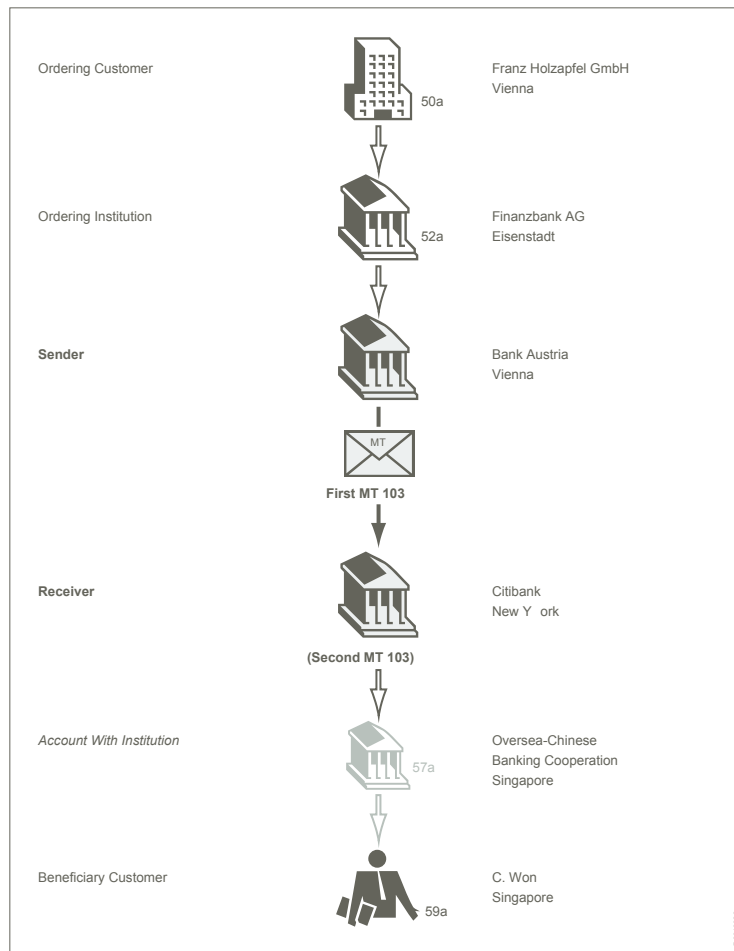 Ordering Customer
50a
Franz Holzapfel GmbH
Vienna
Ordering Institution
52a
Finanzbank AG
Eisenstadt
Sender
Bank Austria
Vienna
MT
First MT 103
Receiver
Citibank
New Y ork
(Second MT 103)
Account With Institution
57a
Oversea-Chinese
Banking Cooperation
Singapore
Beneficiary Customer
59a
C. Won
Singapore